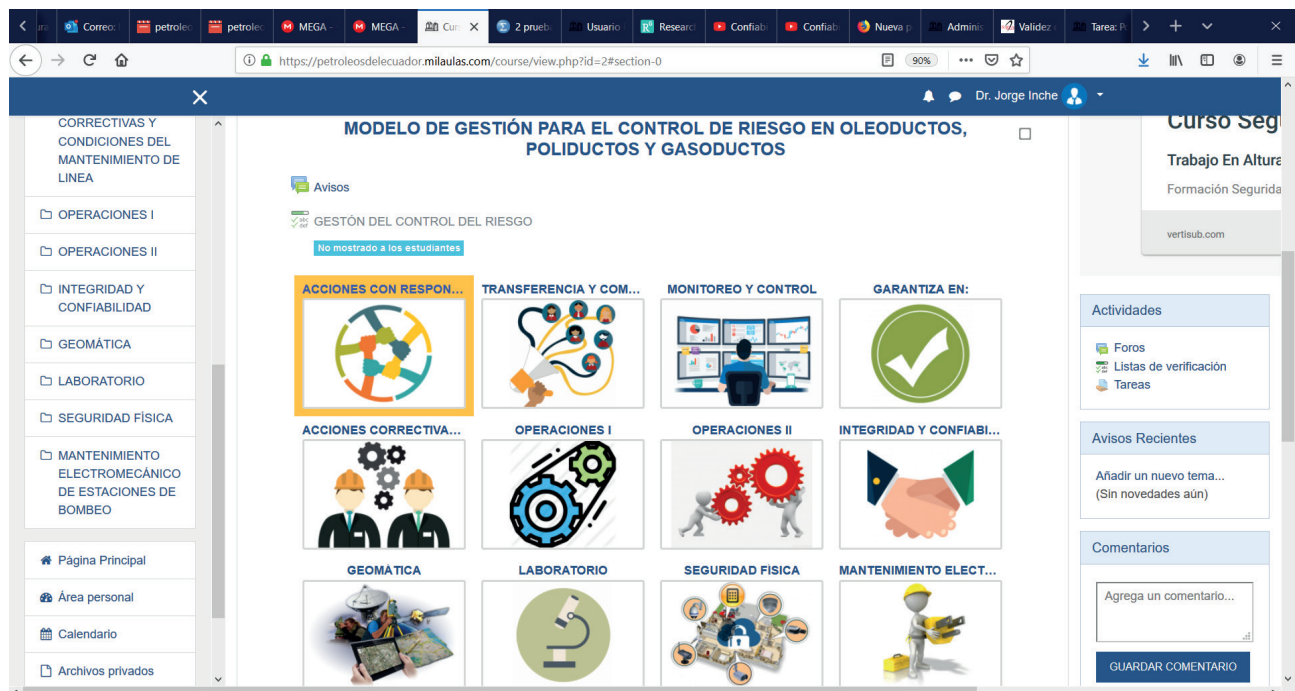 ura
Correo:
petroleo
petrolec
MEGA -
MEGA -
Cur
2 prueb
Usuario
Researc
Confiab
Confiab
Nueva p
Adminis
Validez
Tarea: P
https://petroleosdelecuador.milaulas.com/course/view.php?id=2#section-0
90%
Dr. Jorge Inche
CORRECTIVAS Y
CONDICIONES DEL
MANTENIMIENTO DE
LINEA
OPERACIONES I
OPERACIONES II
INTEGRIDAD Y
CONFIABILIDAD
GEOMÁTICA
LABORATORIO
SEGURIDAD FÍSICA
MANTENIMIENTO
ELECTROMECÁNICO
DE ESTACIONES DE
BOMBEO
Página Principal
Área personal
Calendario
Archivos privados
MODELO DE GESTIÓN PARA EL CONTROL DE RIESGO EN OLEODUCTOS,
POLIDUCTOS Y GASODUCTOS
Avisos
GESTÓN DEL CONTROL DEL RIESGO
No mostrado a los estudiantes
ACCIONES CON RESPON...
TRANSFERENCIA Y COM...
MONITOREO Y CONTROL
GARANTIZA EN:
ACCIONES CORRECTIVA...
OPERACIONES I
OPERACIONES II
INTEGRIDAD Y CONFIABI...
GEOMÁTICA
LABORATORIO
SEGURIDAD FÍSICA
MANTENIMIENTO ELECT...
Curso Segu
Trabajo En Altura
Formación Segurida
vertisub.com
Actividades
Foros
Listas de verificación
Tareas
Avisos Recientes
Añadir un nuevo tema...
(Sin novedades aún)
Comentarios
Agrega un comentario...
GUARDAR COMENTARIO